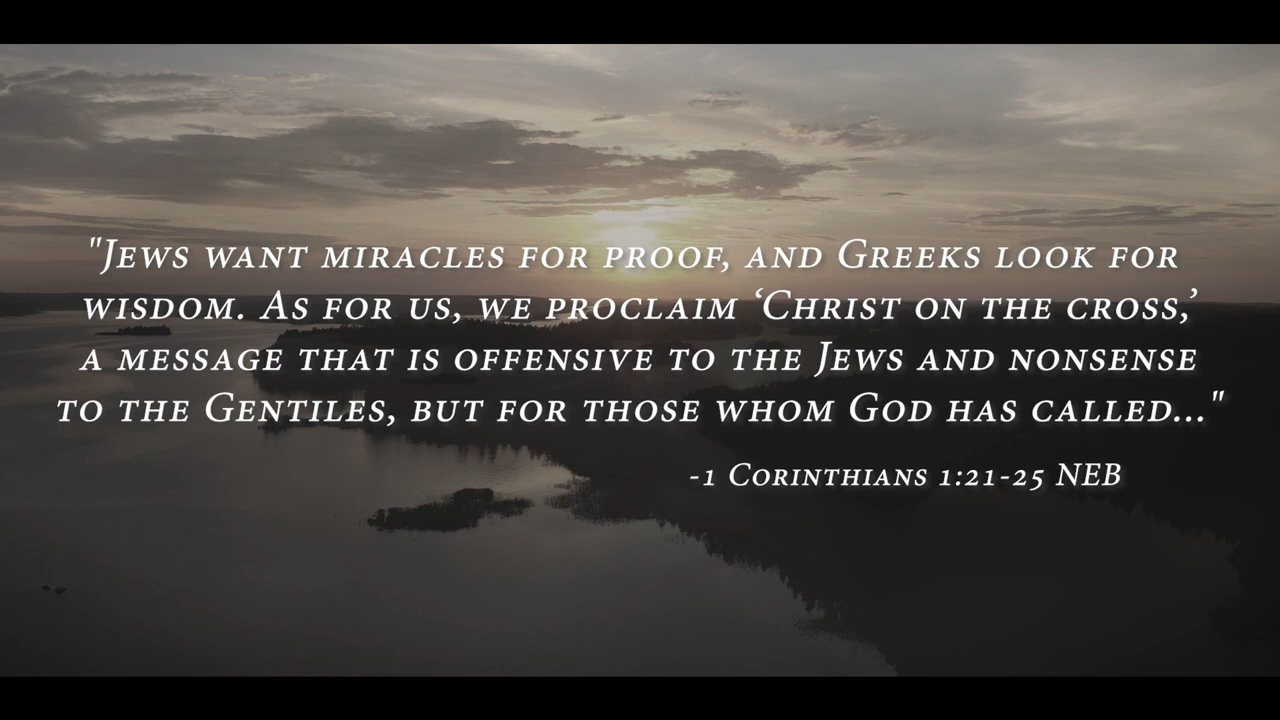 "Jews want miracles for proof, and Greeks look for
wisdom. As for us, we proclaim ‘Christ on the cross,’
a message that is offensive to the Jews and nonsense
to the Gentiles, but for those whom God has called..."
-1 Corinthians 1:21-25 NEB